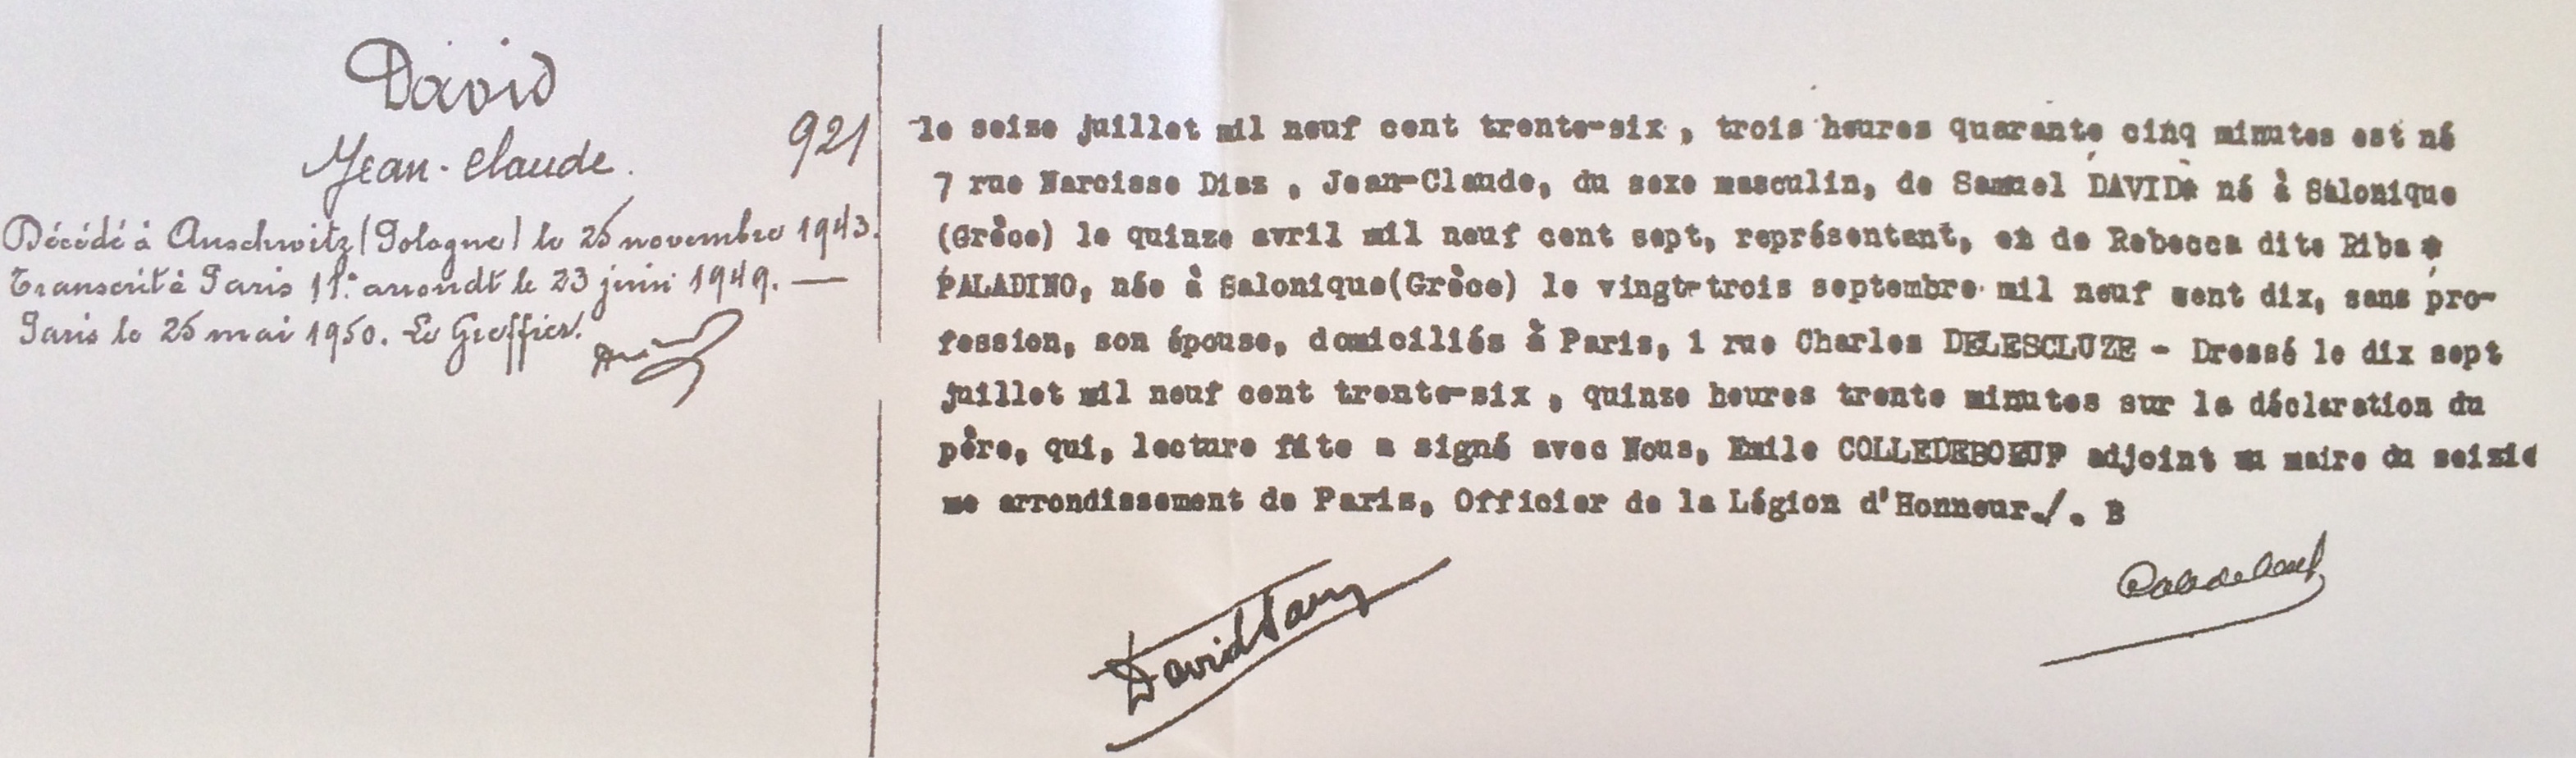 David
Jean-Claude.
921
Décédé à Auschwitz (Pologne) le 25 novembre 1943.
Transcrit à Paris 11e arrondt le 23 juin 1949. —
Paris le 25 mai 1950. Le Greffier.
le seize juillet mil neuf cent trente-six , trois heures quarante cinq minutes est né
7 rue Narcisse Diaz , Jean-Claude, du sexe masculin, de Samuel DAVID, né à Salonique
(Grèce) le quinze avril mil neuf cent sept, représentant, et de Rebecca dite Riba
PALADINO, née à Salonique(Grèce) le vingt-trois septembre mil neuf cent dix, sans pro-
fession, son épouse, domiciliés à Paris, 1 rue Charles DELESCLUZE - Dressé le dix sept
juillet mil neuf cent trente-six , quinze heures trente minutes sur la déclaration du
père, qui, lecture fite a signé avec Nous, Emile COLLEDEBOEUF adjoint au maire du seiziè
me arrondissement de Paris, Officier de la Légion d'Honneur./. B
David Sam